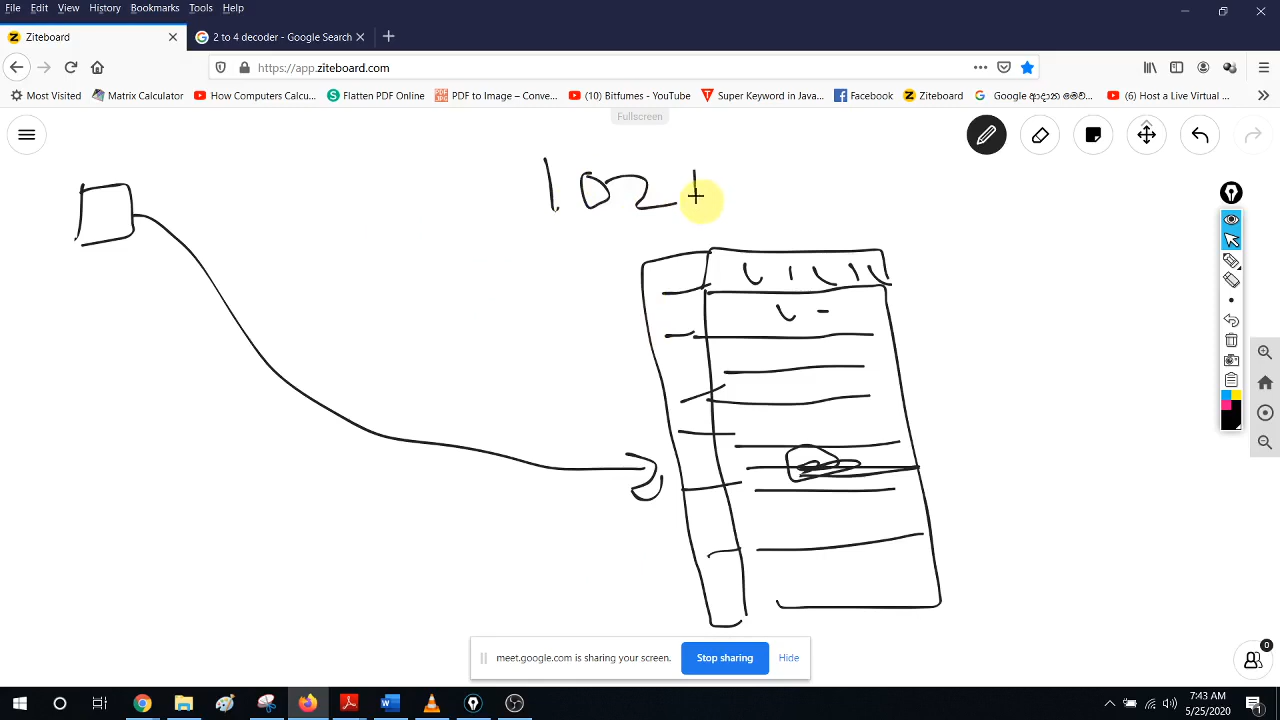 File Edit View History Bookmarks Tools Help
Ziteboard
2 to 4 decoder - Google Search
https://app.ziteboard.com
Most Visited
Matrix Calculator
How Computers Calcu...
Flatten PDF Online
PDF to Image – Conve...
(10) Bitfumes - YouTube
Super Keyword in Java...
Facebook
Ziteboard
Google ආදාන මෙව...
(6) Host a Live Virtual ...
Fullscreen
102
meet.google.com is sharing your screen.
Stop sharing
Hide
0
7:43 AM
5/25/2020